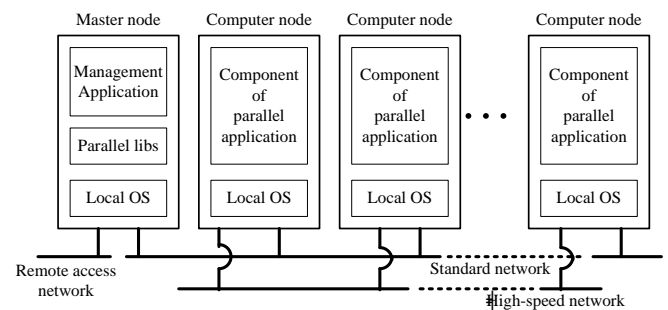 Master node
Computer node
Computer node
Computer node
Management
Application
Parallel libs
Local OS
Component
of
parallel
application
Local OS
Component
of
parallel
application
Local OS
. . .
Component
of
parallel
application
Local OS
Remote access
network
Standard network
High-speed network